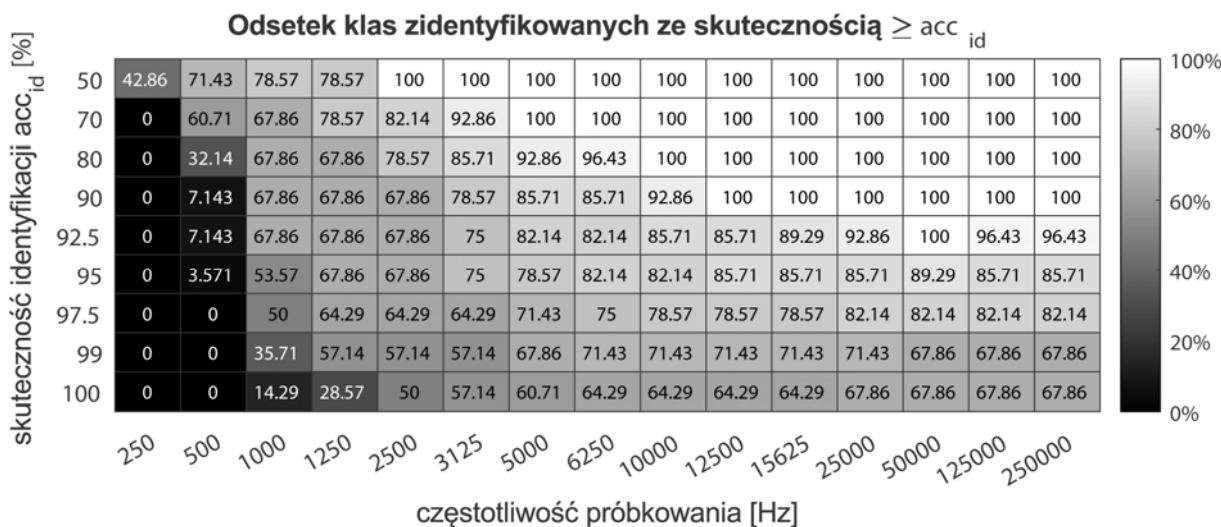 Odsetek klas zidentyfikowanych ze skutecznością ≥ acc id
skuteczność identyfikacji acc id [%]
50 42.86 71.43 78.57 78.57 100 100 100 100 100 100 100 100 100 100 100
70 0 60.71 67.86 78.57 82.14 92.86 100 100 100 100 100 100 100 100 100
80 0 32.14 67.86 67.86 78.57 85.71 92.86 96.43 100 100 100 100 100 100 100
90 0 7.143 67.86 67.86 67.86 78.57 85.71 85.71 92.86 100 100 100 100 100 100
92.5 0 7.143 67.86 67.86 67.86 75 82.14 82.14 85.71 85.71 89.29 92.86 100 96.43 96.43
95 0 3.571 53.57 67.86 67.86 75 78.57 82.14 82.14 85.71 85.71 85.71 89.29 85.71 85.71
97.5 0 0 50 64.29 64.29 64.29 71.43 75 78.57 78.57 78.57 82.14 82.14 82.14 82.14
99 0 0 35.71 57.14 57.14 57.14 67.86 71.43 71.43 71.43 71.43 71.43 67.86 67.86 67.86
100 0 0 14.29 28.57 50 57.14 60.71 64.29 64.29 64.29 64.29 67.86 67.86 67.86 67.86
250 500 1000 1250 2500 3125 5000 6250 10000 12500 15625 25000 50000 125000 250000
częstotliwość próbkowania [Hz]
100%
80%
60%
40%
20%
0%